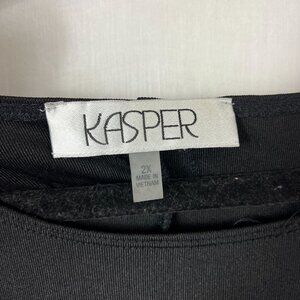 KASPER
2X
MADE IN
VIETNAM